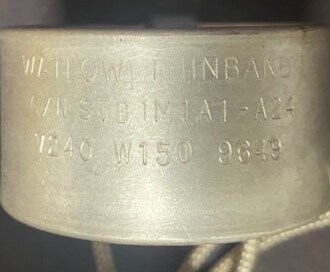 WATLOW THINBAND
C/N STB1M1A1-A24
V240 W150 9649